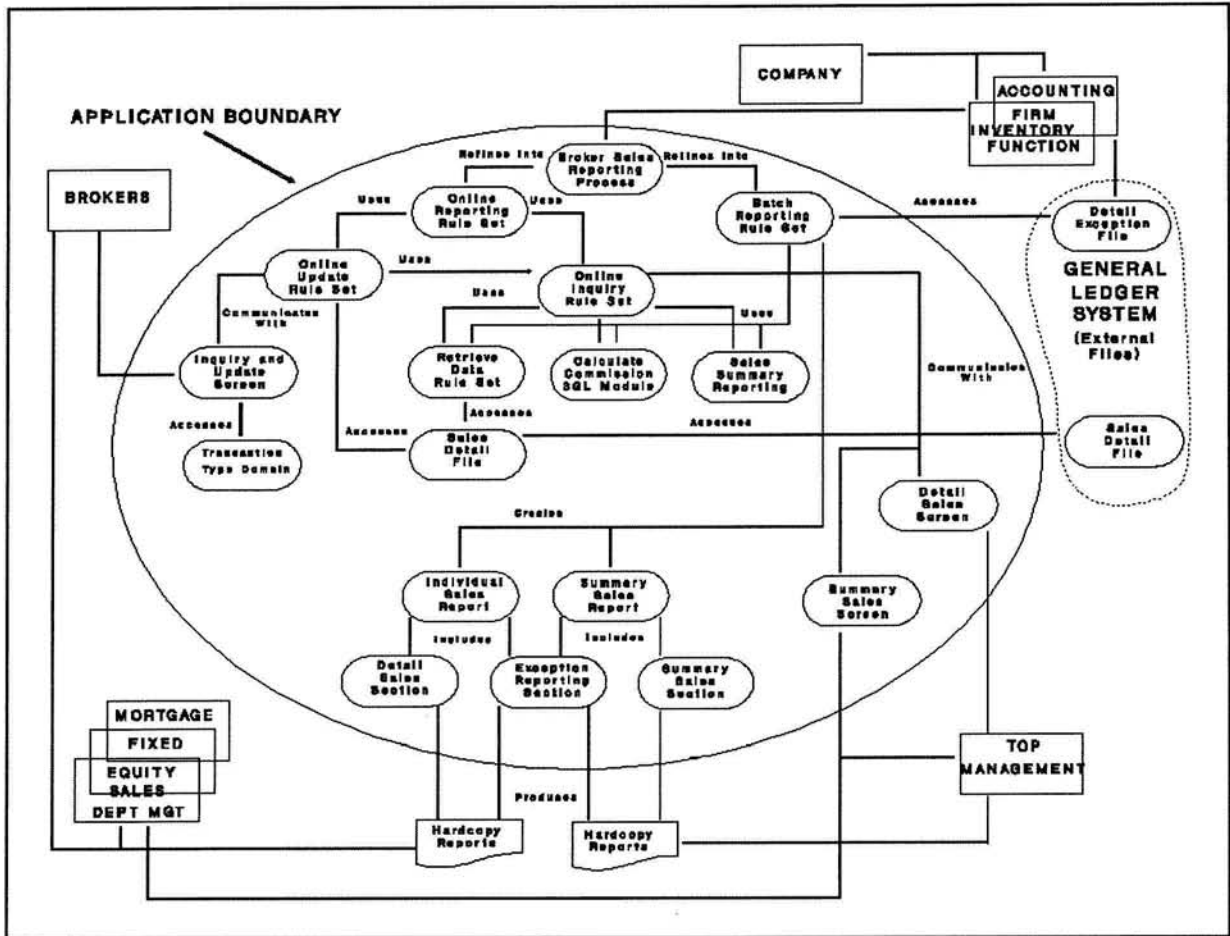 COMPANY
ACCOUNTING
FIRM
INVENTORY
FUNCTION
APPLICATION BOUNDARY
BROKERS
Refines Into
Broker Sales
Reporting
Process
Refines Into
Uses
Online
Reporting
Rule Set
Uses
Batch
Reporting
Rule Set
Accesses
Detail
Exception
File
GENERAL
LEDGER
SYSTEM
(External
Files)
Online
Update
Rule Set
Uses
Online
Inquiry
Rule Set
Communicates
With
Uses
Uses
Inquiry and
Update
Screen
Retrieve
Data
Rule Set
Calculate
Commission
SQL Module
Sales
Summary
Reporting
Communicates
With
Accesses
Accesses
Accesses
Accesses
Transaction
Type Domain
Sales
Detail
File
Sales
Detail
File
Detail
Sales
Screen
Creates
Individual
Sales
Report
Summary
Sales
Report
Summary
Sales
Screen
Includes
Includes
Detail
Sales
Section
Exception
Reporting
Section
Summary
Sales
Section
MORTGAGE
FIXED
EQUITY
SALES
DEPT MGT
TOP
MANAGEMENT
Produces
Hardcopy
Reports
Hardcopy
Reports